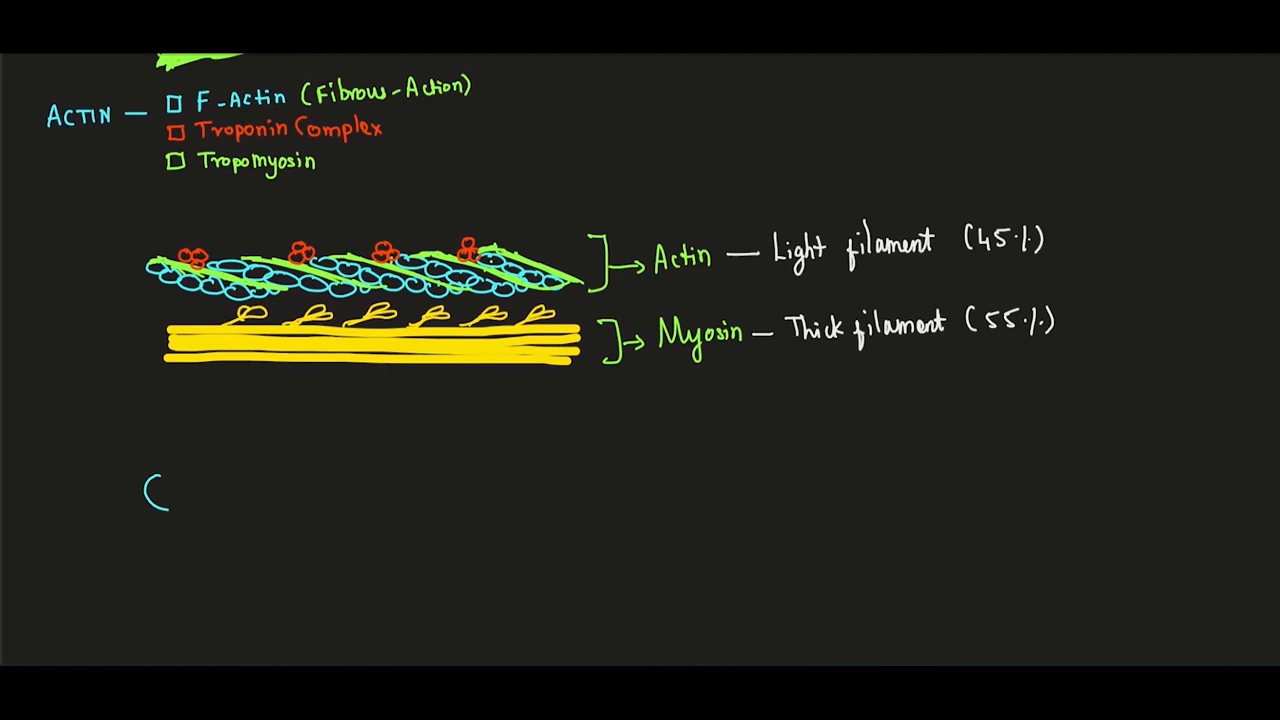 ACTIN — □ F-Actin (Fibrous-Action)
□ Troponin Complex
□ Tropomyosin
→ Actin — Light filament (45%)
→ Myosin — Thick filament (55%)
(